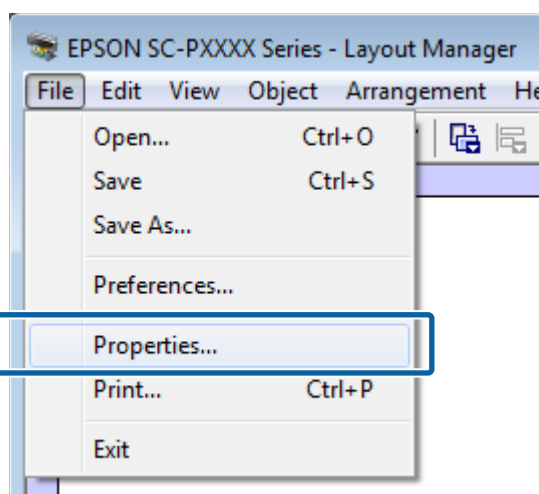 EPSON SC-PXXXX Series - Layout Manager
File Edit View Object Arrangement
Open... Ctrl+O
Save Ctrl+S
Save As...
Preferences...
Properties...
Print... Ctrl+P
Exit